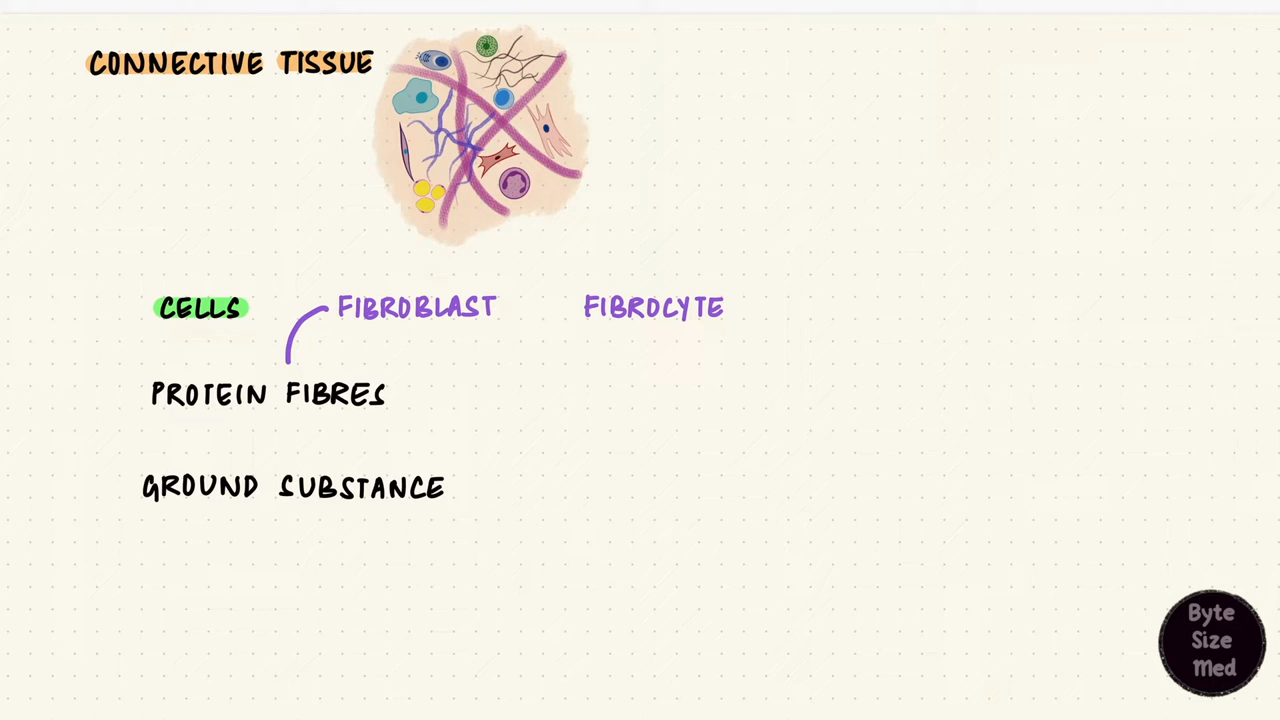 CONNECTIVE TISSUE
CELLS FIBROBLAST FIBROCYTE
PROTEIN FIBRES
GROUND SUBSTANCE
Byte
Size
Med